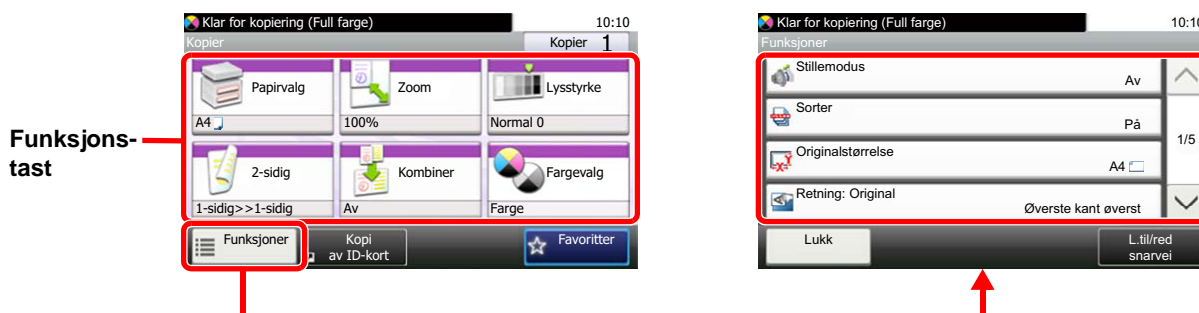 Funksjons-
tast
Klar for kopiering (Full farge) 10:10
Kopier Kopier 1
Papirvalg Zoom Lysstyrke
A4 100% Normal 0
2-sidig Kombiner Fargevalg
1-sidig>>1-sidig Av Farge
Funksjoner Kopi Favoritter
av ID-kort
Klar for kopiering (Full farge) 10:10
Funksjoner
Stillemodus Av
Sorter På
1/5
Originalstørrelse A4
Retning: Original Øverste kant øverst
Lukk L.til/red
snarvei